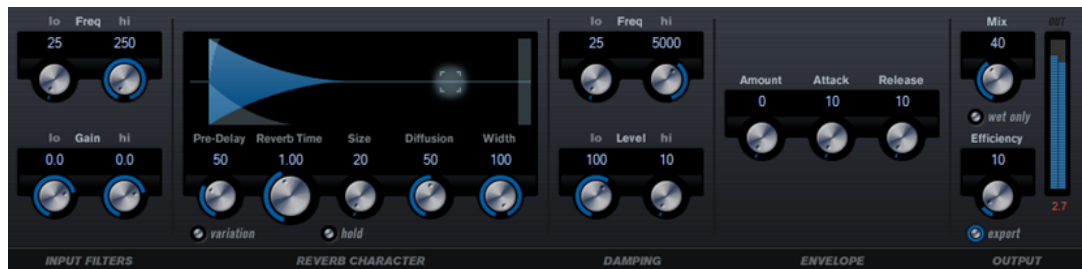 lo Freq hi
25 250
lo Gain hi
0.0 0.0
INPUT FILTERS
Pre-Delay Reverb Time Size Diffusion Width
50 1.00 20 50 100
variation hold
REVERB CHARACTER
lo Freq hi
25 5000
lo Level hi
100 10
DAMPING
Amount Attack Release
0 10 10
ENVELOPE
Mix OUT
40
wet only
Efficiency
10
2.7
export
OUTPUT